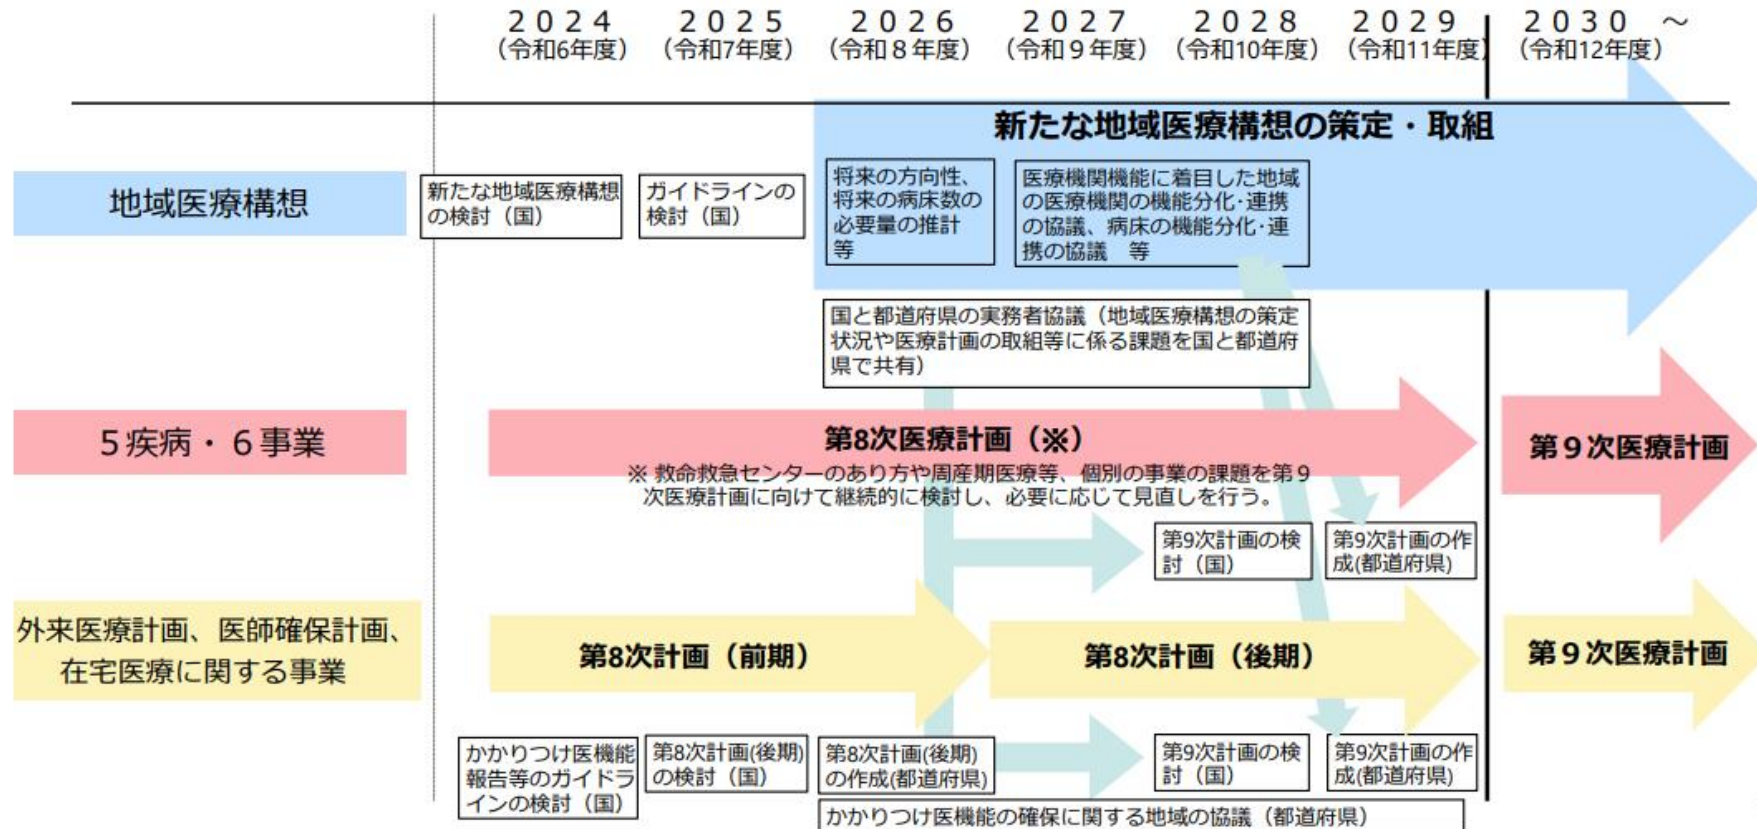 ２０２４ ２０２５ ２０２６ ２０２７ ２０２８ ２０２９ ２０３０ ～
（令和6年度） （令和7年度） （令和８年度） （令和９年度） （令和10年度） （令和11年度） （令和12年度）
新たな地域医療構想の策定・取組
地域医療構想
新たな地域医療構想
の検討（国）
ガイドラインの
検討（国）
将来の方向性、
将来の病床数の
必要量の推計
等
医療機関機能に着目した地域
の医療機関の機能分化･連携
の協議、病床の機能分化･連
携の協議　等
国と都道府県の実務者協議（地域医療構想の策定
状況や医療計画の取組等に係る課題を国と都道府
県で共有）
５疾病・６事業
第8次医療計画（※）
※ 救命救急センターのあり方や周産期医療等、個別の事業の課題を第９
次医療計画に向けて継続的に検討し、必要に応じて見直しを行う。
第９次医療計画
第9次計画の検
討（国）
第9次計画の作
成(都道府県)
外来医療計画、医師確保計画、
在宅医療に関する事業
第8次計画（前期）
第8次計画（後期）
第９次医療計画
かかりつけ医機能
報告等のガイドラ
インの検討（国）
第8次計画(後期)
の検討（国）
第8次計画(後期)
の作成(都道府県)
第9次計画の検
討（国）
第9次計画の作
成(都道府県)
かかりつけ医機能の確保に関する地域の協議（都道府県）